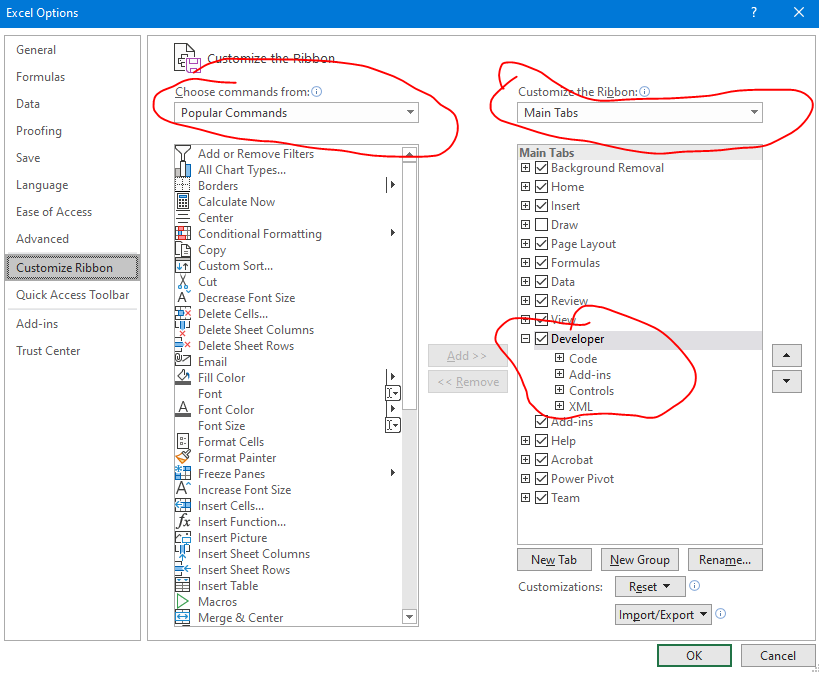 Excel Options
?
General
Formulas
Data
Proofing
Save
Language
Ease of Access
Advanced
Customize Ribbon
Quick Access Toolbar
Add-ins
Trust Center
Customize the Ribbon
Choose commands from:
Popular Commands
Add or Remove Filters
All Chart Types...
Borders
Calculate Now
Center
Conditional Formatting
Copy
Custom Sort...
Cut
Decrease Font Size
Delete Cells...
Delete Sheet Columns
Delete Sheet Rows
Email
Fill Color
Font
Font Color
Font Size
Format Cells
Format Painter
Freeze Panes
Increase Font Size
Insert Cells...
Insert Function...
Insert Picture
Insert Sheet Columns
Insert Sheet Rows
Insert Table
Macros
Merge & Center
Add >>
<< Remove
Customize the Ribbon:
Main Tabs
Main Tabs
Background Removal
Home
Insert
Draw
Page Layout
Formulas
Data
Review
View
Developer
Code
Add-ins
Controls
XML
Add-ins
Help
Acrobat
Power Pivot
Team
New Tab
New Group
Rename...
Customizations:
Reset
Import/Export
OK
Cancel